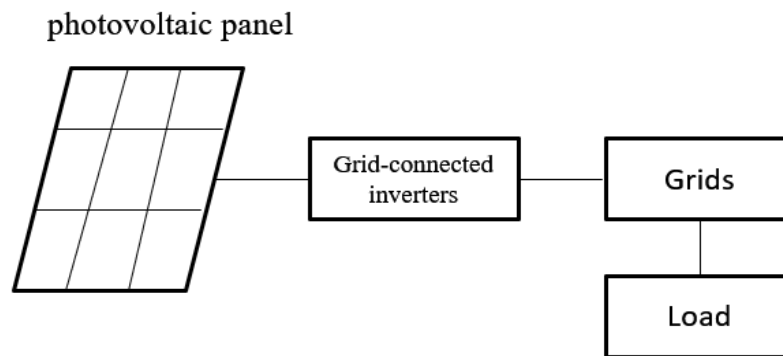 photovoltaic panel
Grid-connected
inverters
Grids
Load